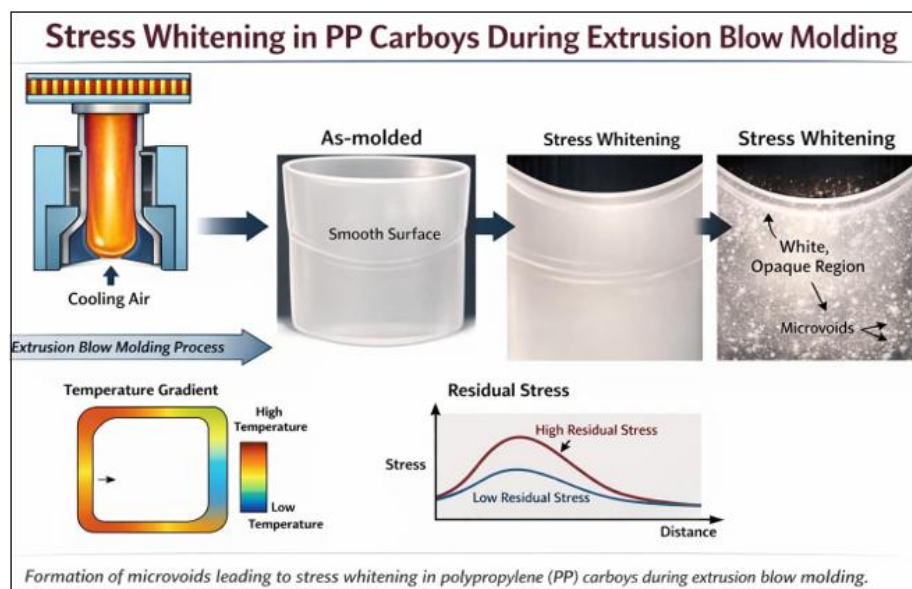 Stress Whitening in PP Carboys During Extrusion Blow Molding
As-molded
Stress Whitening
Stress Whitening
Smooth Surface
White,
Opaque Region
Microvoids
Cooling Air
Extrusion Blow Molding Process
Temperature Gradient
High
Temperature
Low
Temperature
Residual Stress
High Residual Stress
Stress
Low Residual Stress
Distance
Formation of microvoids leading to stress whitening in polypropylene (PP) carboys during extrusion blow molding.